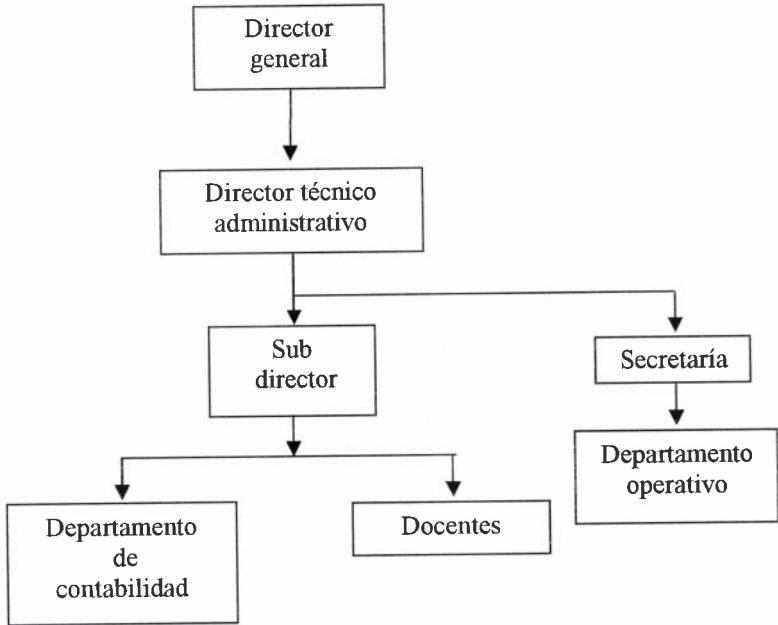 Director
general
Director técnico
administrativo
Sub
director
Secretaría
Departamento
operativo
Departamento
de
contabilidad
Docentes